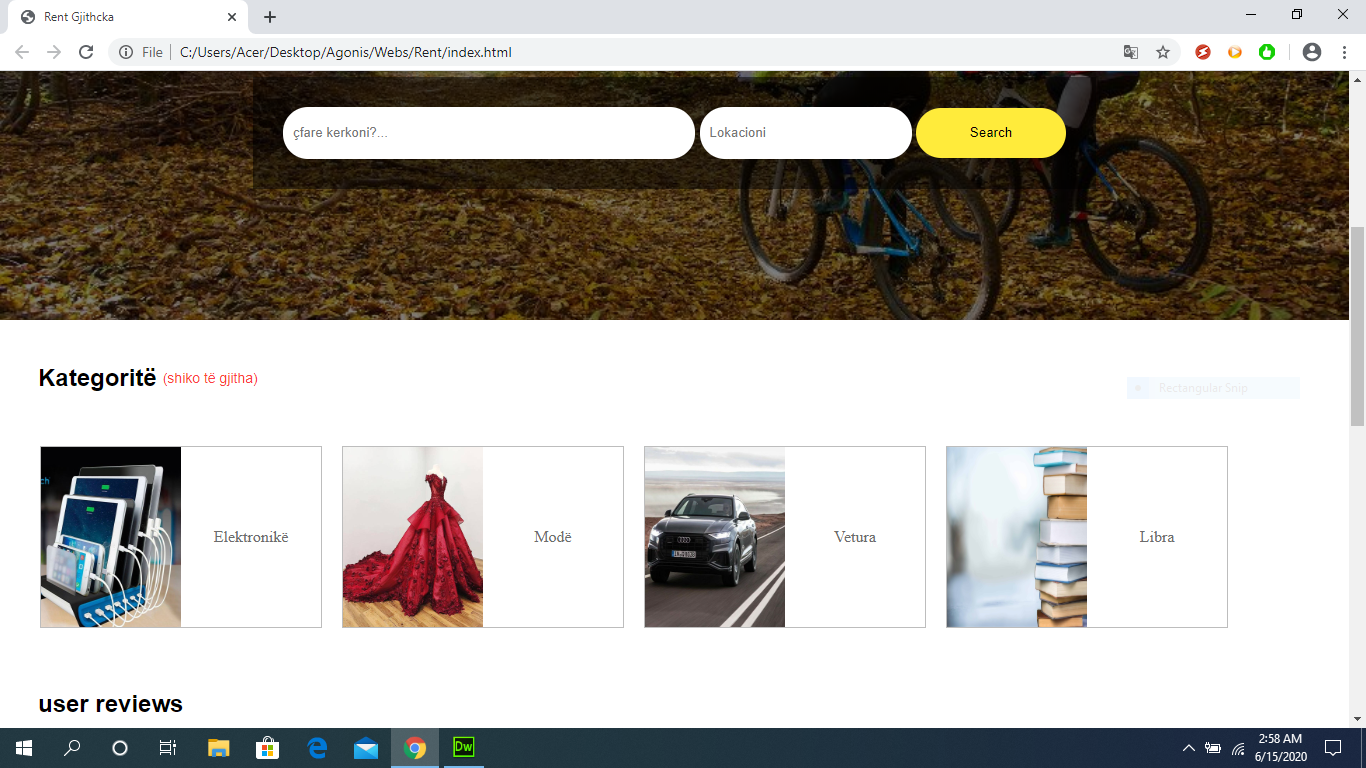 Rent Gjithcka
File
C:/Users/Acer/Desktop/Agonis/Webs/Rent/index.html
çfare kerkoni?...
Lokacioni
Search
Kategoritë (shiko të gjitha)
Rectangular Snip
Elektronikë
Modë
Vetura
Libra
user reviews
Dw
2:58 AM
6/15/2020